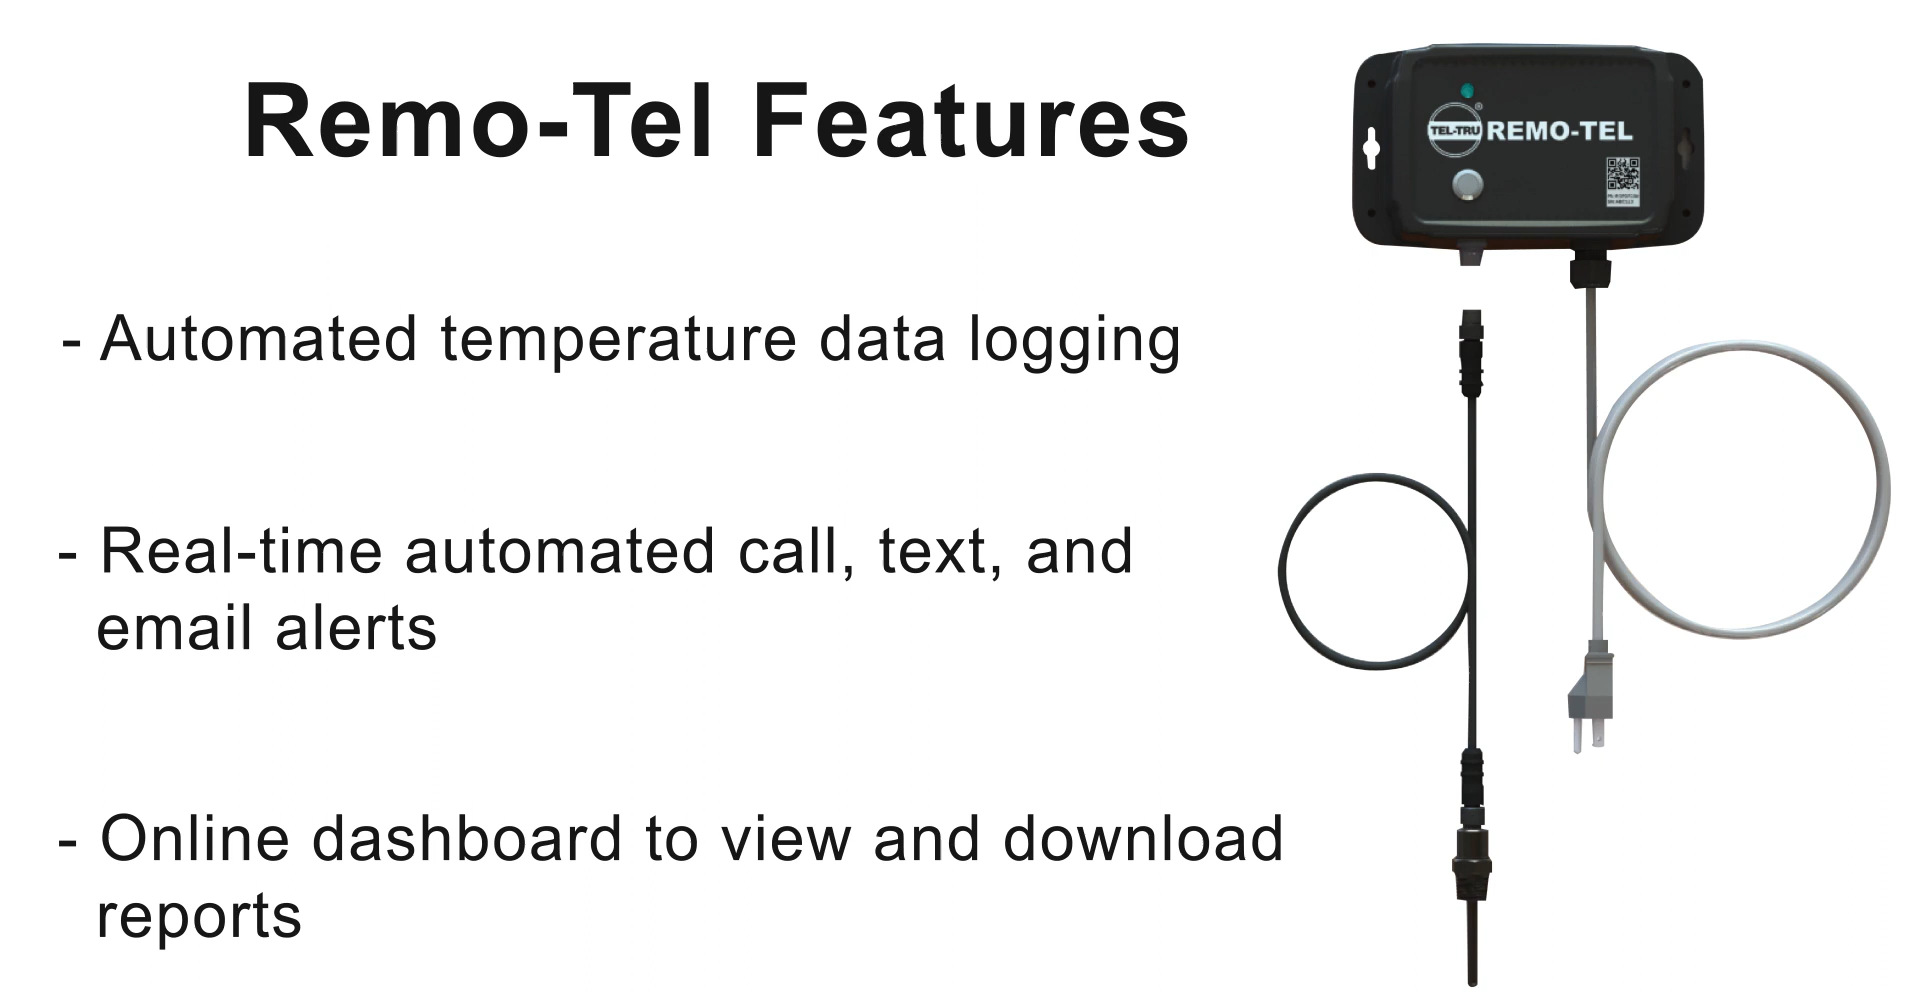 Remo-Tel Features
- Automated temperature data logging
- Real-time automated call, text, and
email alerts
- Online dashboard to view and download
reports
TEL-TRU® REMO-TEL